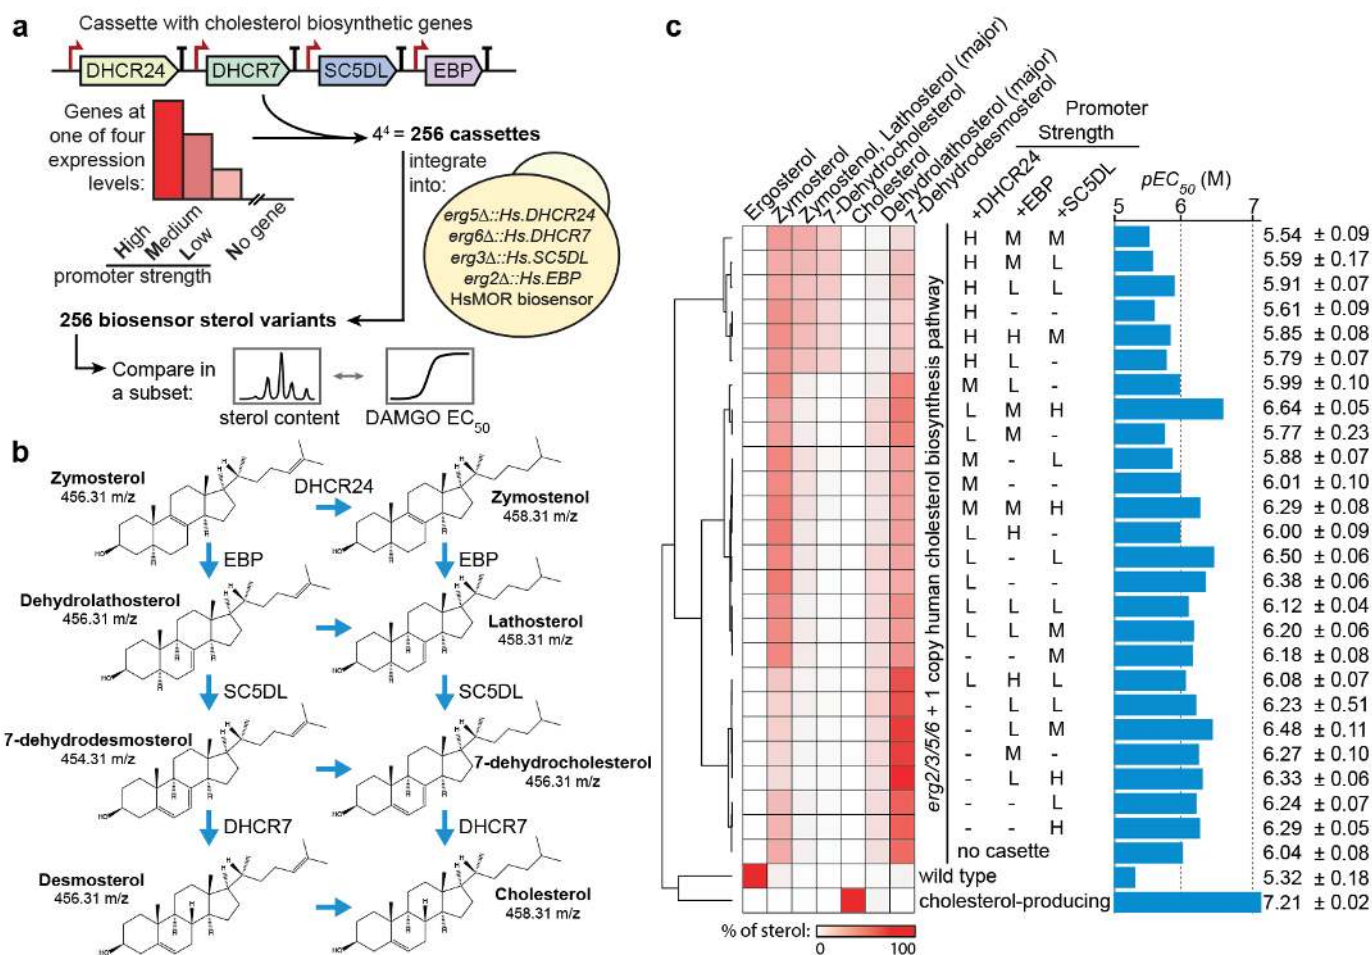 a
Cassette with cholesterol biosynthetic genes
DHCR24 DHCR7 SC5DL EBP
Genes at
one of four
expression
levels:
High
Medium
Low
No gene
promoter strength
4⁴ = 256 cassettes
integrate
into:
erg5Δ::Hs.DHCR24
erg6Δ::Hs.DHCR7
erg3Δ::Hs.SC5DL
erg2Δ::Hs.EBP
HsMOR biosensor
256 biosensor sterol variants
Compare in
a subset:
sterol content
DAMGO EC50
b
Zymosterol
456.31 m/z
DHCR24
Zymostenol
458.31 m/z
EBP
EBP
Dehydrolathosterol
456.31 m/z
Lathosterol
458.31 m/z
SC5DL
SC5DL
7-dehydrodesmosterol
454.31 m/z
7-dehydrocholesterol
456.31 m/z
DHCR7
DHCR7
Desmosterol
456.31 m/z
Cholesterol
458.31 m/z
HO
HO
HO
HO
HO
HO
HO
HO
c
Ergosterol
Zymosterol
Zymostenol, Lathosterol (major)
7-Dehydrocholesterol
Cholesterol
Dehydrolathosterol (major)
7-Dehydrodesmosterol
Promoter
Strength
+DHCR24
+EBP
+SC5DL
pEC50 (M)
5 6 7
erg2/3/5/6 + 1 copy human cholesterol biosynthesis pathway
H M M 5.54 ± 0.09
H M L 5.59 ± 0.17
H L L 5.91 ± 0.07
H - - 5.61 ± 0.09
H H M 5.85 ± 0.08
H L - 5.79 ± 0.07
M L - 5.99 ± 0.10
L M H 6.64 ± 0.05
L M - 5.77 ± 0.23
M - L 5.88 ± 0.07
M - - 6.01 ± 0.10
M M H 6.29 ± 0.08
L H - 6.00 ± 0.09
L - L 6.50 ± 0.06
L - - 6.38 ± 0.06
L L L 6.12 ± 0.04
L L M 6.20 ± 0.06
- - M 6.18 ± 0.08
L H L 6.08 ± 0.07
- L L 6.23 ± 0.51
- L M 6.48 ± 0.11
- M - 6.27 ± 0.10
- L H 6.33 ± 0.06
- - L 6.24 ± 0.07
- - H 6.29 ± 0.05
no casette 6.04 ± 0.08
wild type 5.32 ± 0.18
cholesterol-producing 7.21 ± 0.02
% of sterol:
0 100